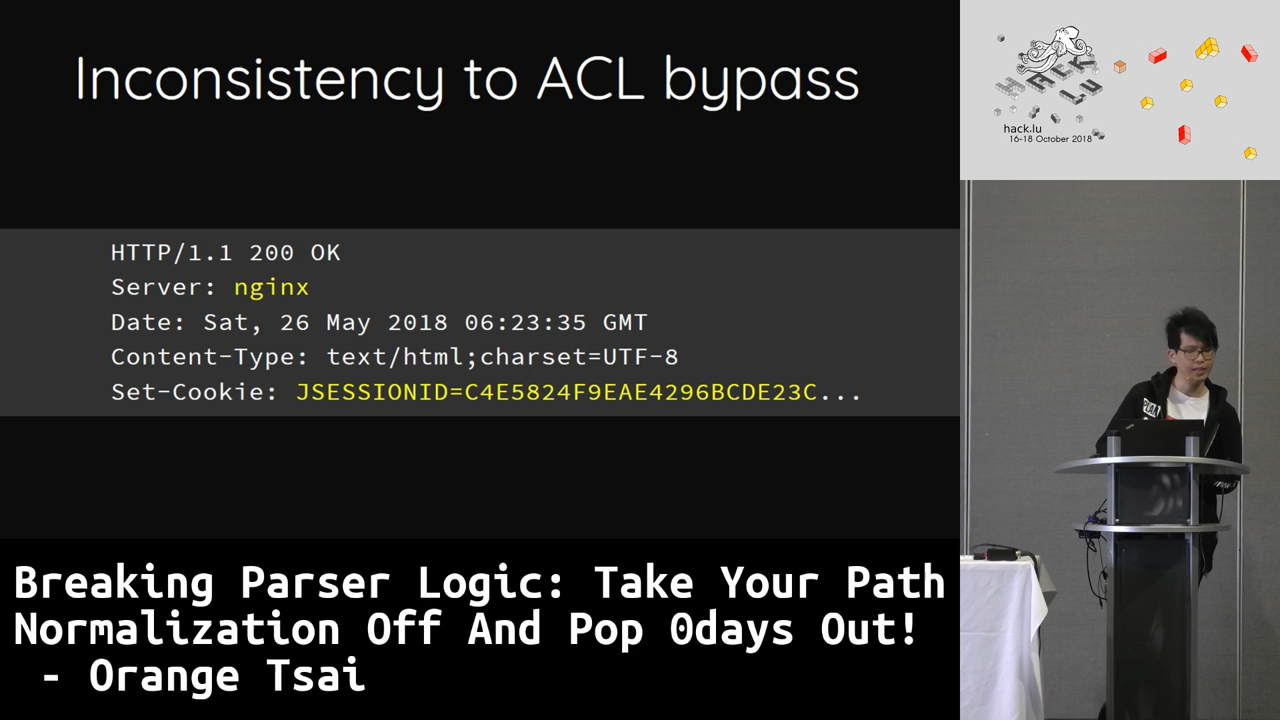 Inconsistency to ACL bypass
HTTP/1.1 200 OK
Server: nginx
Date: Sat, 26 May 2018 06:23:35 GMT
Content-Type: text/html;charset=UTF-8
Set-Cookie: JSESSIONID=C4E5824F9EAE4296BCDE23C...
HACK
LU
hack.lu
16-18 October 2018
Breaking Parser Logic: Take Your Path
Normalization Off And Pop 0days Out!
- Orange Tsai